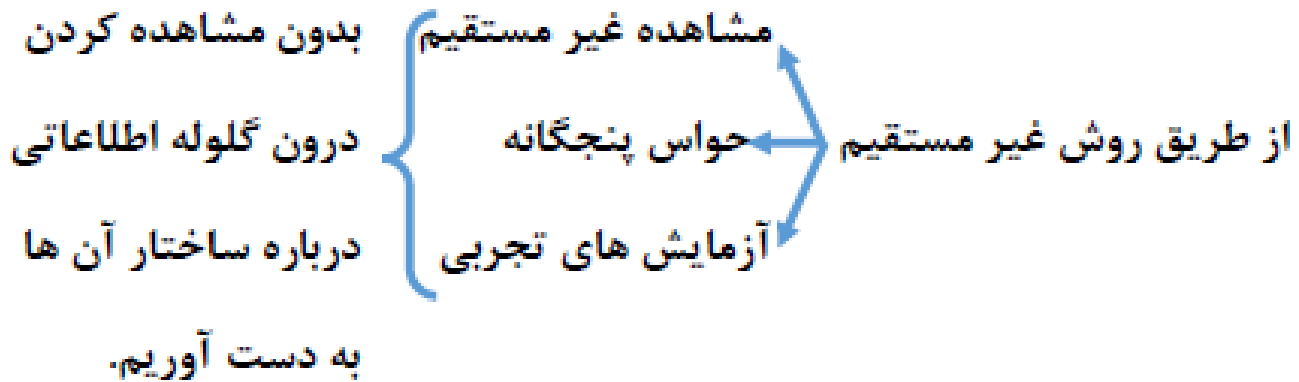 از طریق روش غیر مستقیم
مشاهده غیر مستقیم
حواس پنجگانه
آزمایش های تجربی
بدون مشاهده کردن
درون گلوله اطلاعاتی
درباره ساختار آن ها
به دست آوریم.